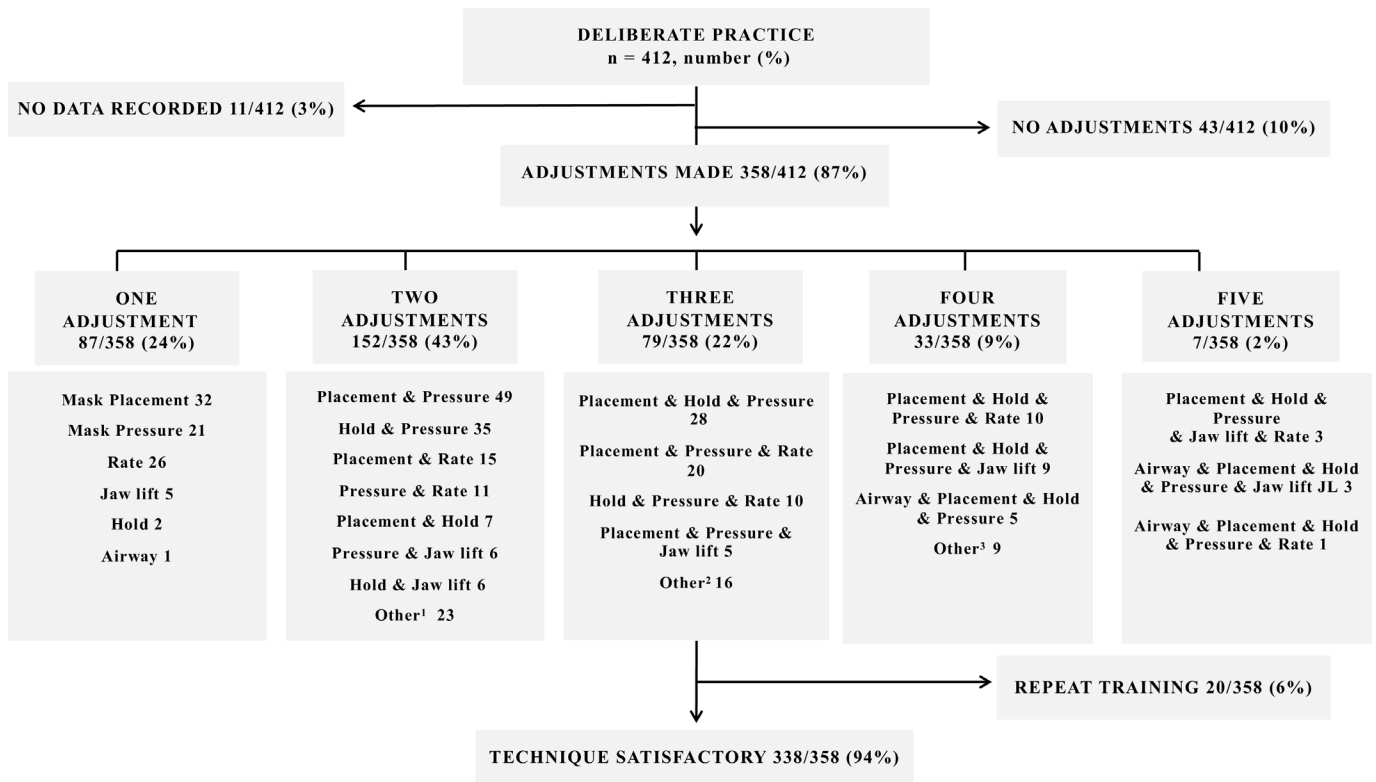 DELIBERATE PRACTICE
n = 412, number (%)
NO DATA RECORDED 11/412 (3%)
NO ADJUSTMENTS 43/412 (10%)
ADJUSTMENTS MADE 358/412 (87%)
ONE
ADJUSTMENT
87/358 (24%)
TWO
ADJUSTMENTS
152/358 (43%)
THREE
ADJUSTMENTS
79/358 (22%)
FOUR
ADJUSTMENTS
33/358 (9%)
FIVE
ADJUSTMENTS
7/358 (2%)
Mask Placement 32
Mask Pressure 21
Rate 26
Jaw lift 5
Hold 2
Airway 1
Placement & Pressure 49
Hold & Pressure 35
Placement & Rate 15
Pressure & Rate 11
Placement & Hold 7
Pressure & Jaw lift 6
Hold & Jaw lift 6
Other¹ 23
Placement & Hold & Pressure
28
Placement & Pressure & Rate
20
Hold & Pressure & Rate 10
Placement & Pressure &
Jaw lift 5
Other² 16
Placement & Hold &
Pressure & Rate 10
Placement & Hold &
Pressure & Jaw lift 9
Airway & Placement & Hold
& Pressure 5
Other³ 9
Placement & Hold &
Pressure
& Jaw lift & Rate 3
Airway & Placement & Hold
& Pressure & Jaw lift JL 3
Airway & Placement & Hold
& Pressure & Rate 1
REPEAT TRAINING 20/358 (6%)
TECHNIQUE SATISFACTORY 338/358 (94%)